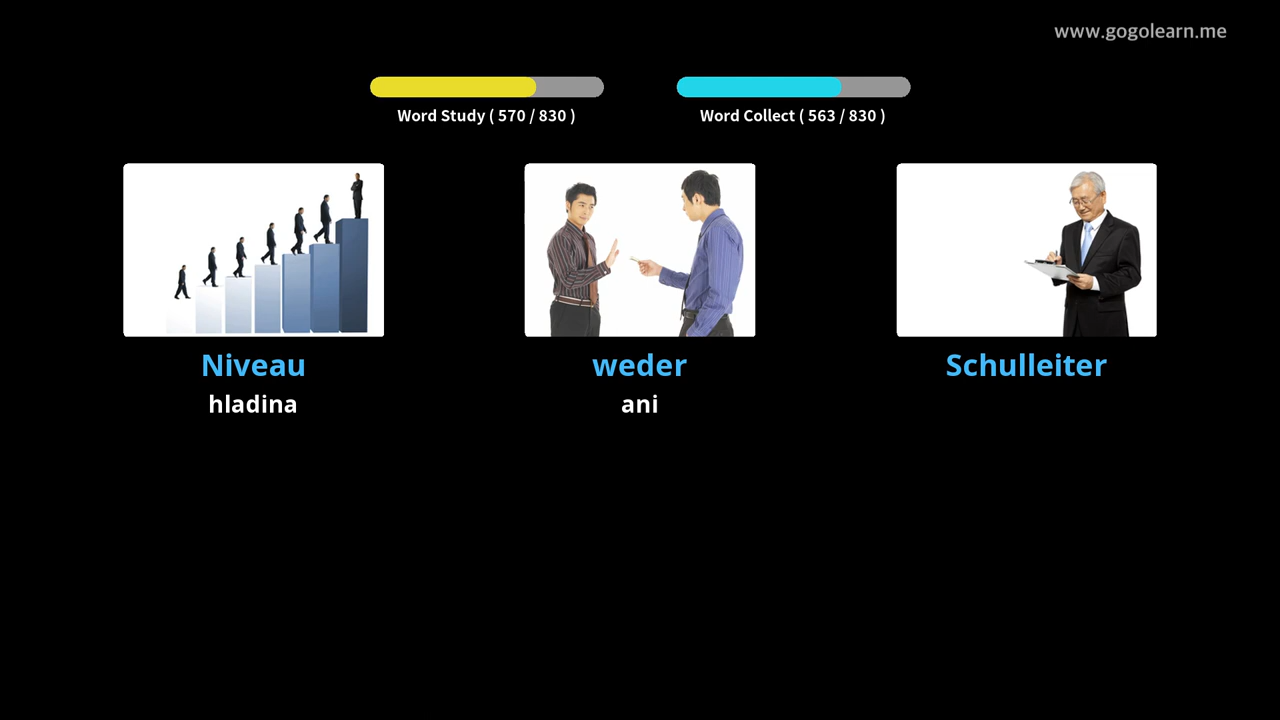 www.gogolearn.me
Word Study ( 570 / 830 )
Word Collect ( 563 / 830 )
Niveau
hladina
weder
ani
Schulleiter